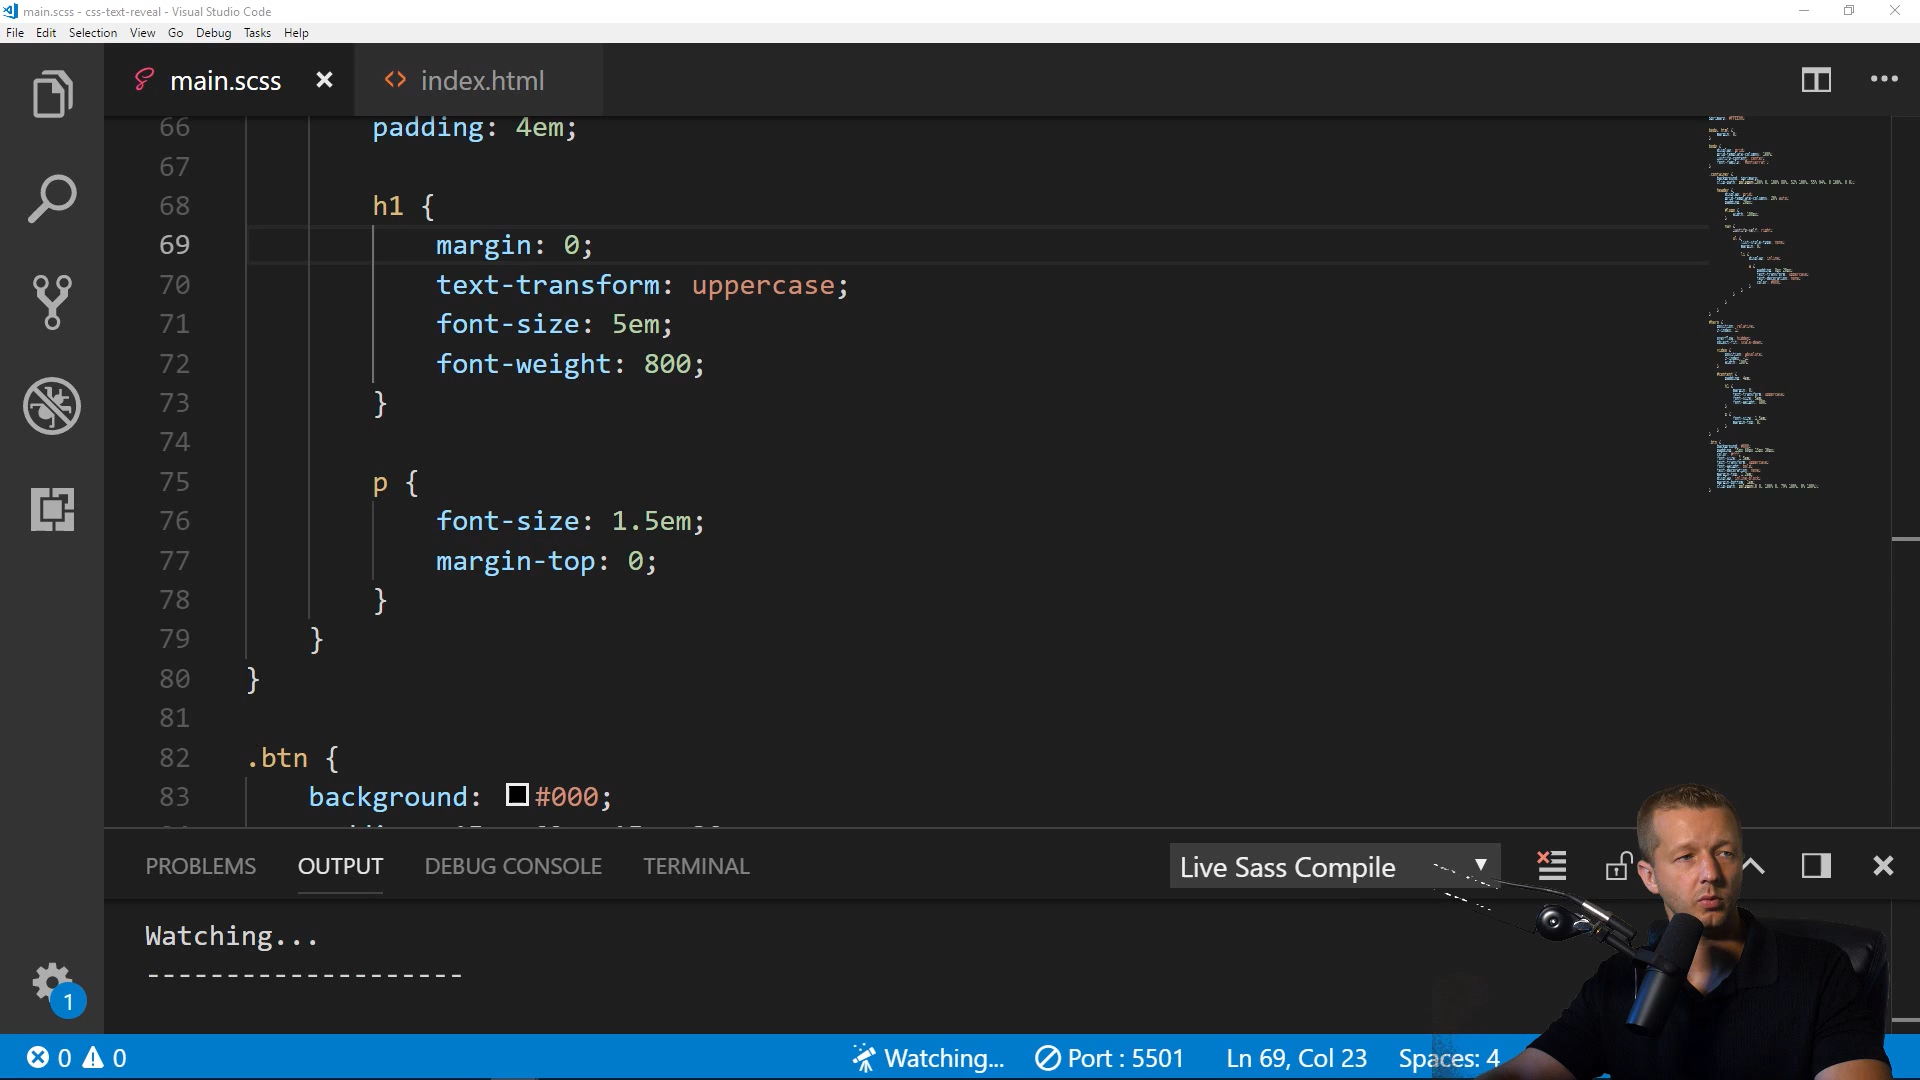 main.scss - css-text-reveal - Visual Studio Code
File Edit Selection View Go Debug Tasks Help
main.scss index.html
66 padding: 4em;
67
68 h1 {
69 margin: 0;
70 text-transform: uppercase;
71 font-size: 5em;
72 font-weight: 800;
73 }
74
75 p {
76 font-size: 1.5em;
77 margin-top: 0;
78 }
79 }
80 }
81
82 .btn {
83 background: #000;
PROBLEMS OUTPUT DEBUG CONSOLE TERMINAL Live Sass Compile
Watching...
--------------------
1
0 0 Watching... Port : 5501 Ln 69, Col 23 Spaces: 4